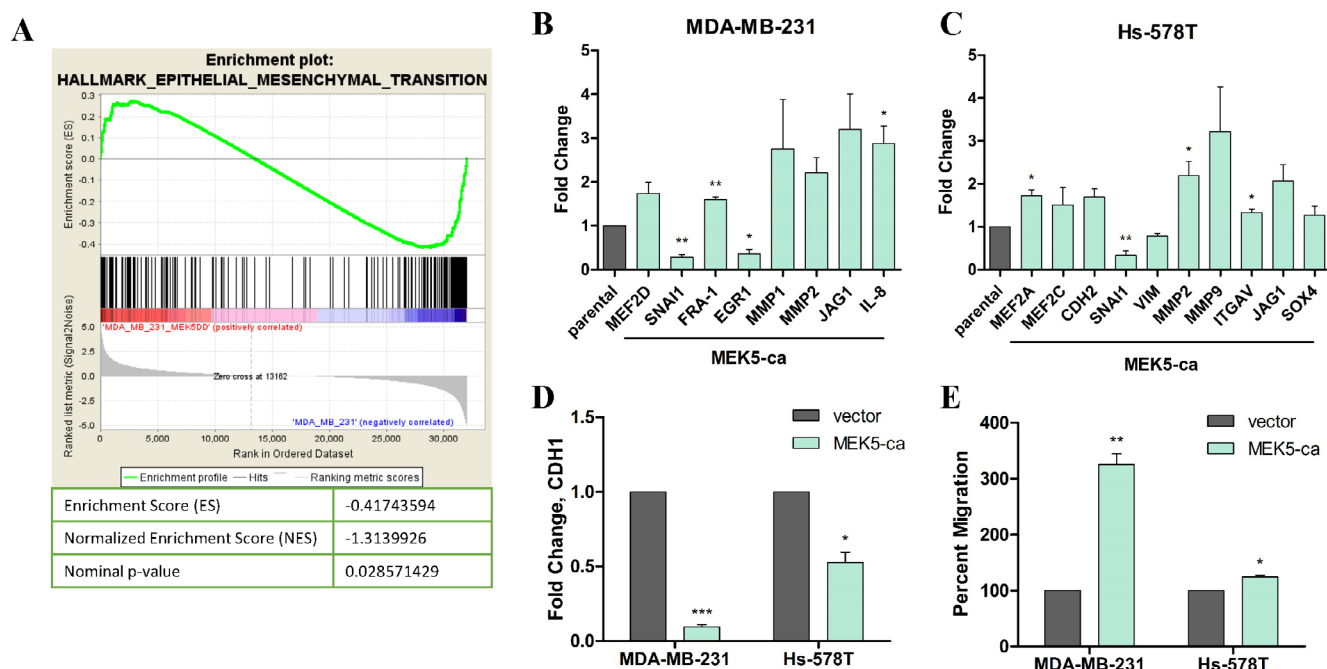 A
Enrichment plot:
HALLMARK_EPITHELIAL_MESENCHYMAL_TRANSITION
Enrichment score (ES)
0.3
0.2
0.1
0.0
-0.1
-0.2
-0.3
-0.4
Ranked list metric (Signal2Noise)
5.0
2.5
0.0
-2.5
-5.0
'MDA_MB_231_MEK5DD' (positively correlated)
Zero cross at 13162
'MDA_MB_231' (negatively correlated)
0 5,000 10,000 15,000 20,000 25,000 30,000
Rank in Ordered Dataset
Enrichment profile Hits Ranking metric scores
Enrichment Score (ES) -0.41743594
Normalized Enrichment Score (NES) -1.3139926
Nominal p-value 0.028571429
B
MDA-MB-231
Fold Change
5
4
3
2
1
0
** ** * *
parental MEF2D SNAI1 FRA-1 EGR1 MMP1 MMP2 JAG1 IL-8
MEK5-ca
C
Hs-578T
Fold Change
5
4
3
2
1
0
* ** * *
parental MEF2A MEF2C CDH2 SNAI1 VIM MMP2 MMP9 ITGAV JAG1 SOX4
MEK5-ca
D
vector
MEK5-ca
Fold Change, CDH1
1.5
1.0
0.5
0.0
*** *
MDA-MB-231 Hs-578T
E
vector
MEK5-ca
Percent Migration
400
300
200
100
0
** *
MDA-MB-231 Hs-578T